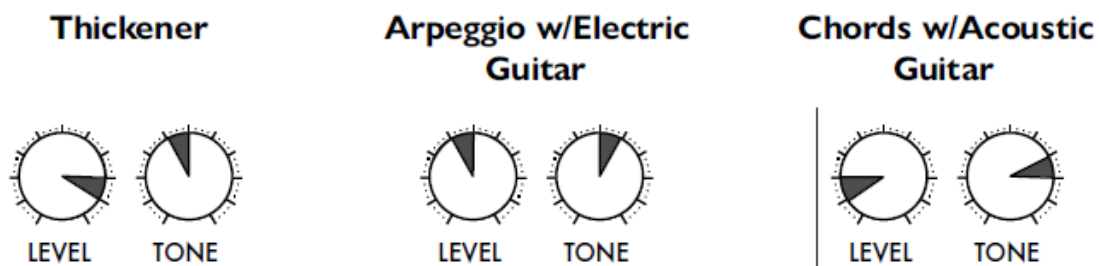 Thickener
Arpeggio w/Electric
Guitar
Chords w/Acoustic
Guitar
LEVEL TONE
LEVEL TONE
LEVEL TONE